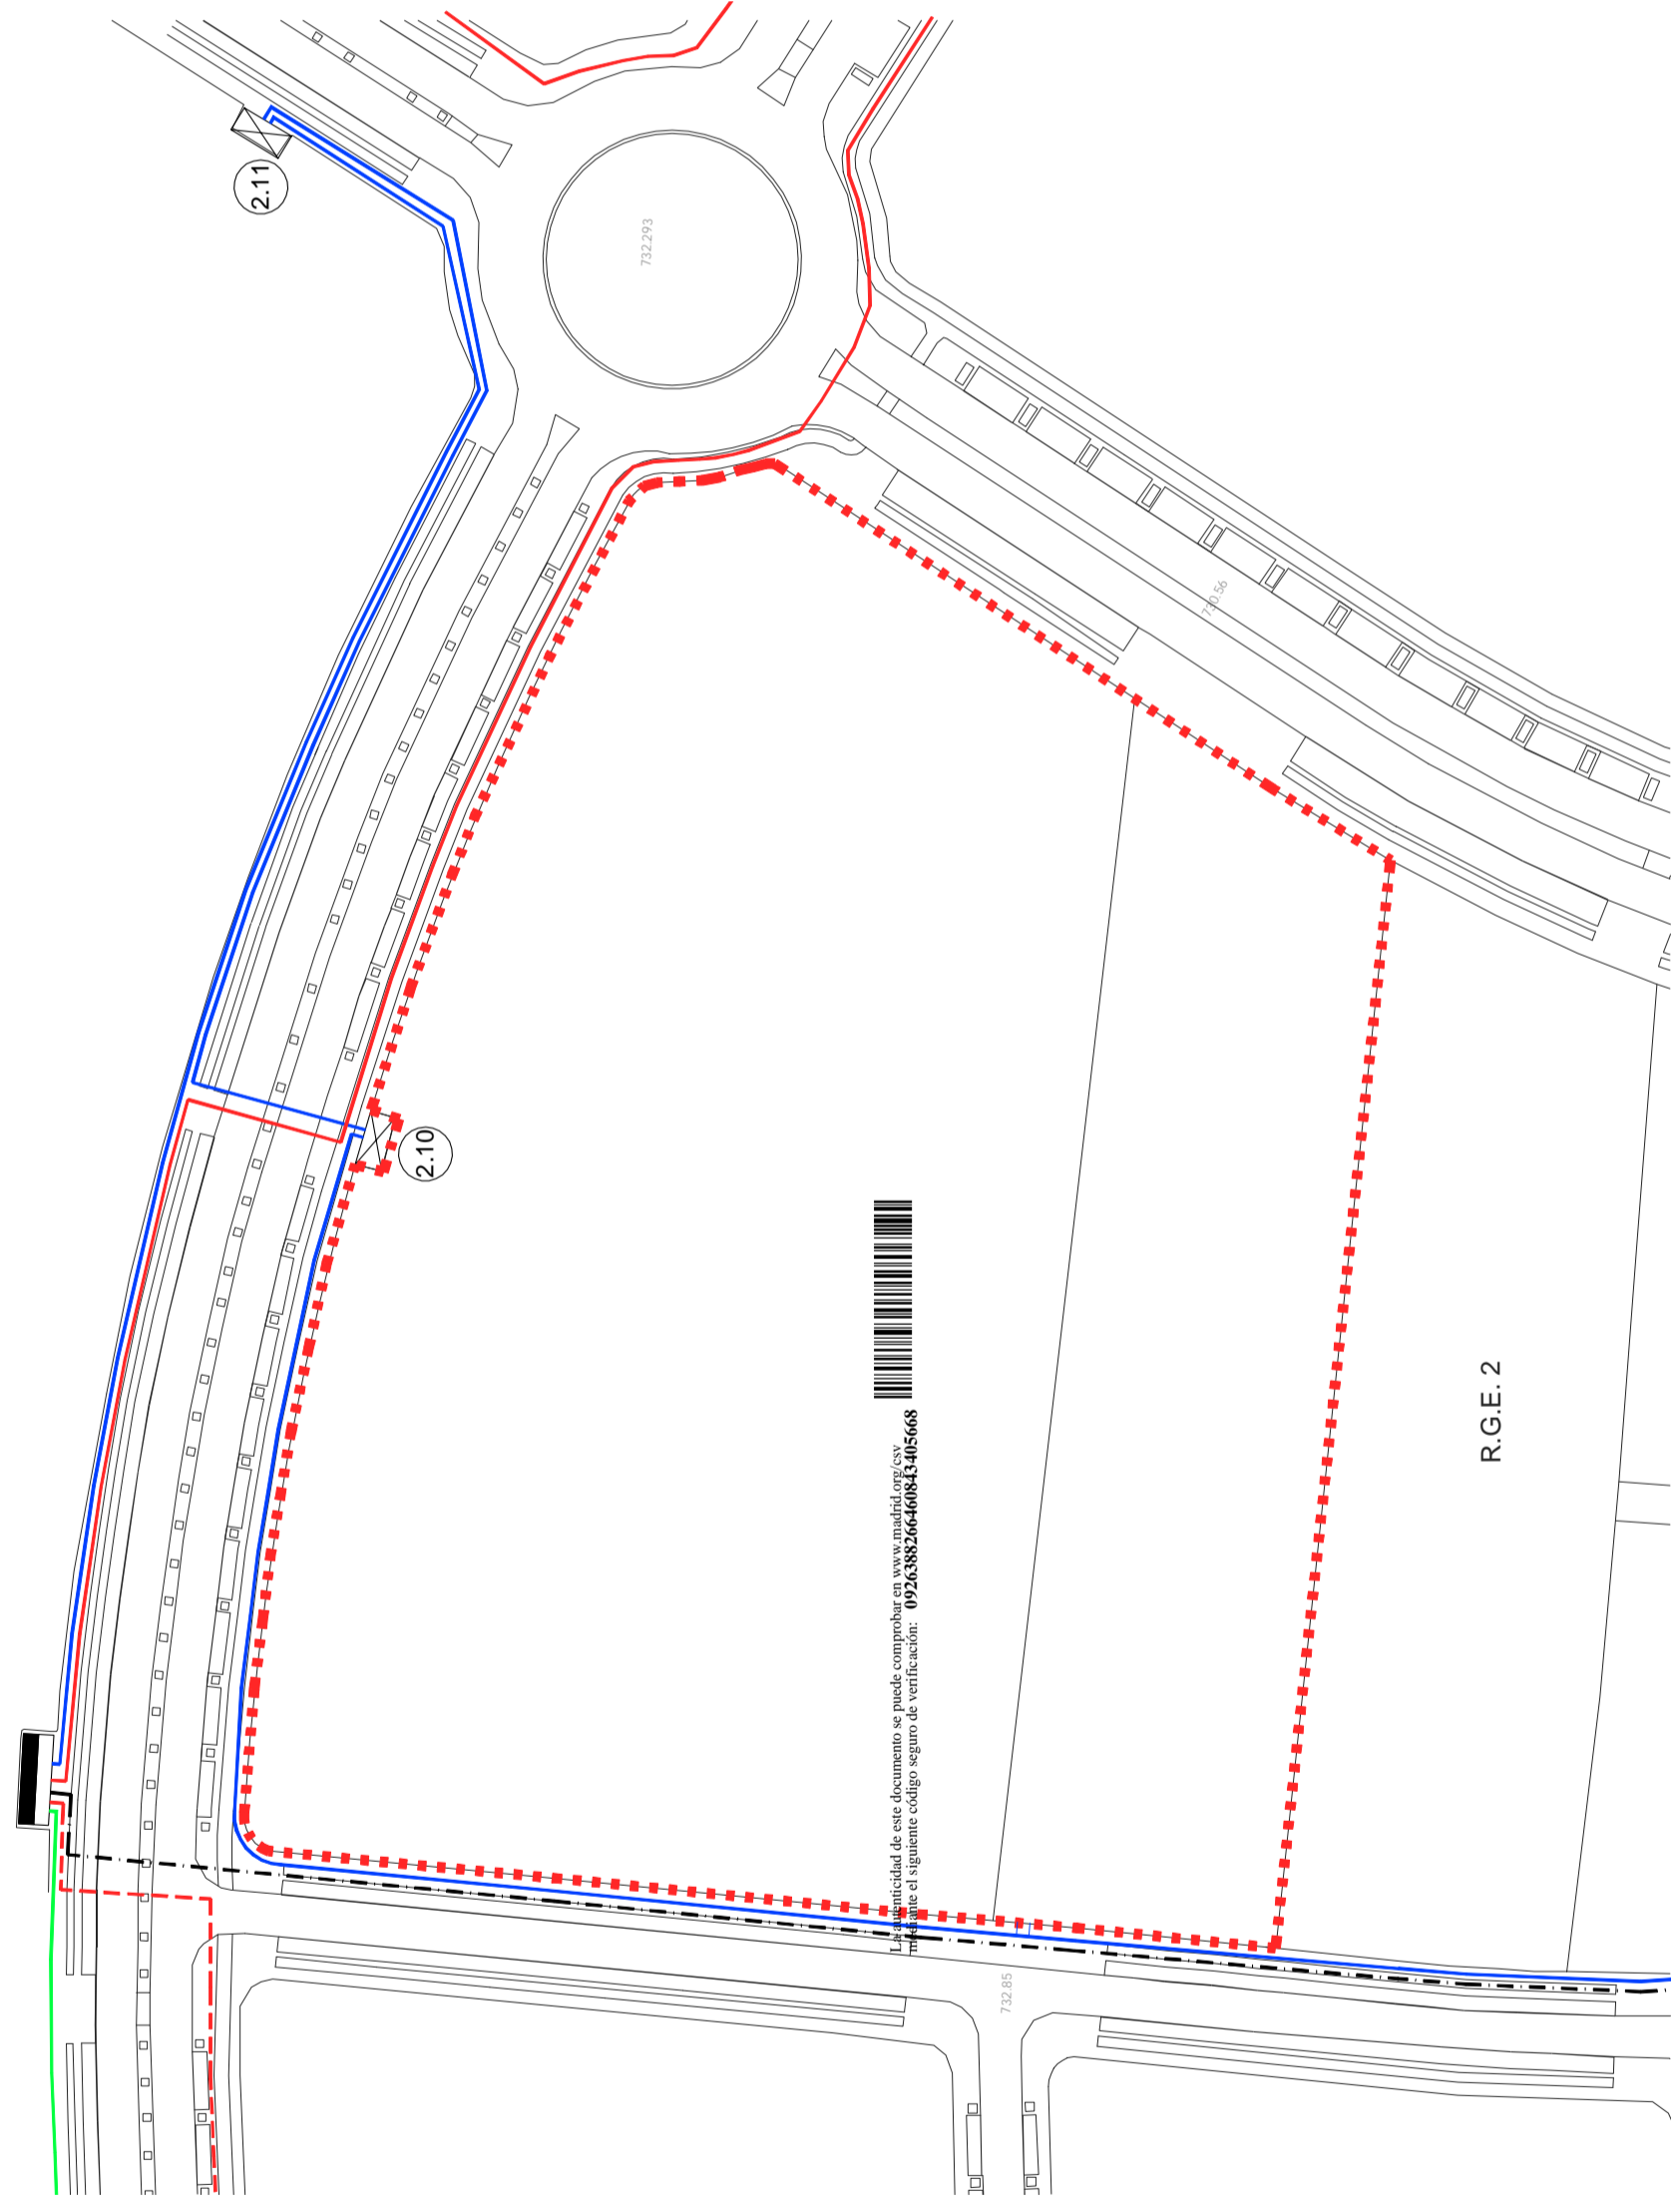 2.11
732.293
730.56
2.10
R.G.E. 2
La autenticidad de este documento se puede comprobar en www.madrid.org/csv
mediante el siguiente código seguro de verificación: 0926388266460843405668
732.85